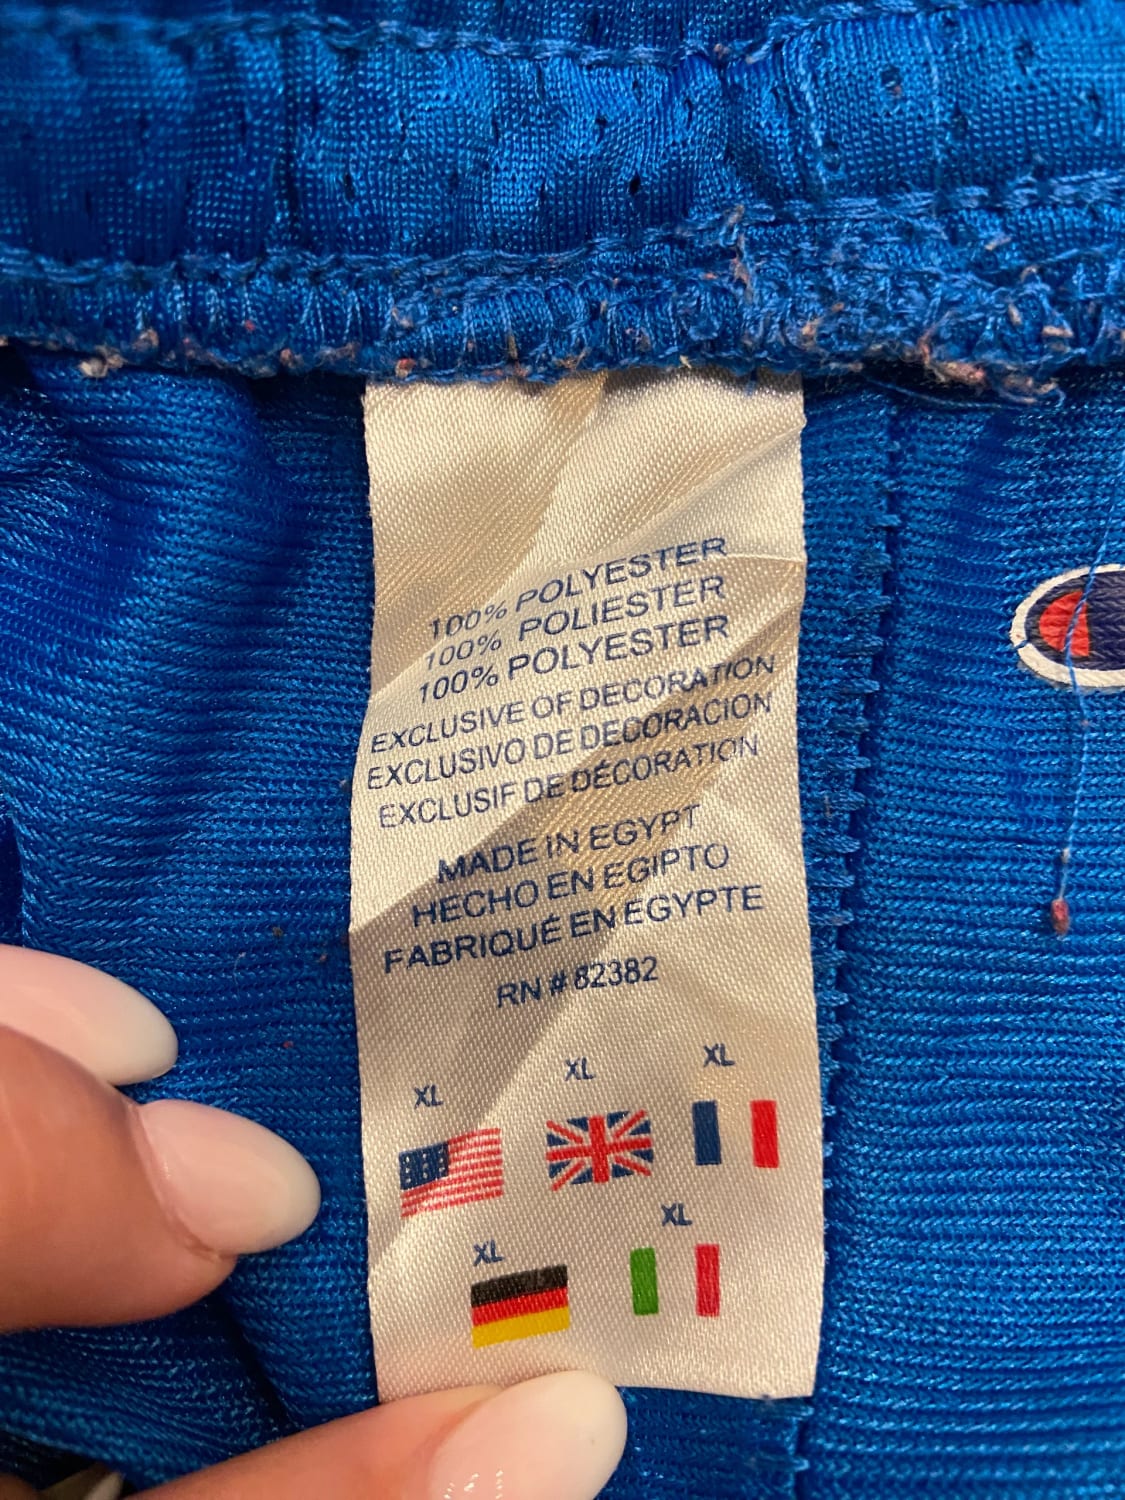 100% POLYESTER
100% POLIESTER
100% POLYESTER
EXCLUSIVE OF DECORATION
EXCLUSIVO DE DECORACION
EXCLUSIF DE DÉCORATION
MADE IN EGYPT
HECHO EN EGIPTO
FABRIQUÉ EN EGYPTE
RN # 82382
XL XL XL
XL XL